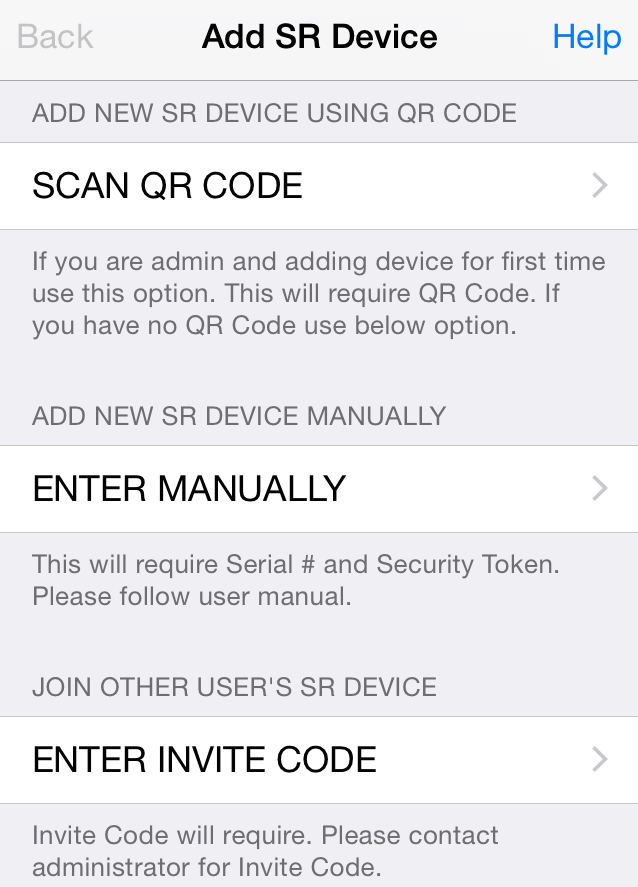 Back Add SR Device Help
ADD NEW SR DEVICE USING QR CODE
SCAN QR CODE
If you are admin and adding device for first time
use this option. This will require QR Code. If
you have no QR Code use below option.
ADD NEW SR DEVICE MANUALLY
ENTER MANUALLY
This will require Serial # and Security Token.
Please follow user manual.
JOIN OTHER USER'S SR DEVICE
ENTER INVITE CODE
Invite Code will require. Please contact
administrator for Invite Code.